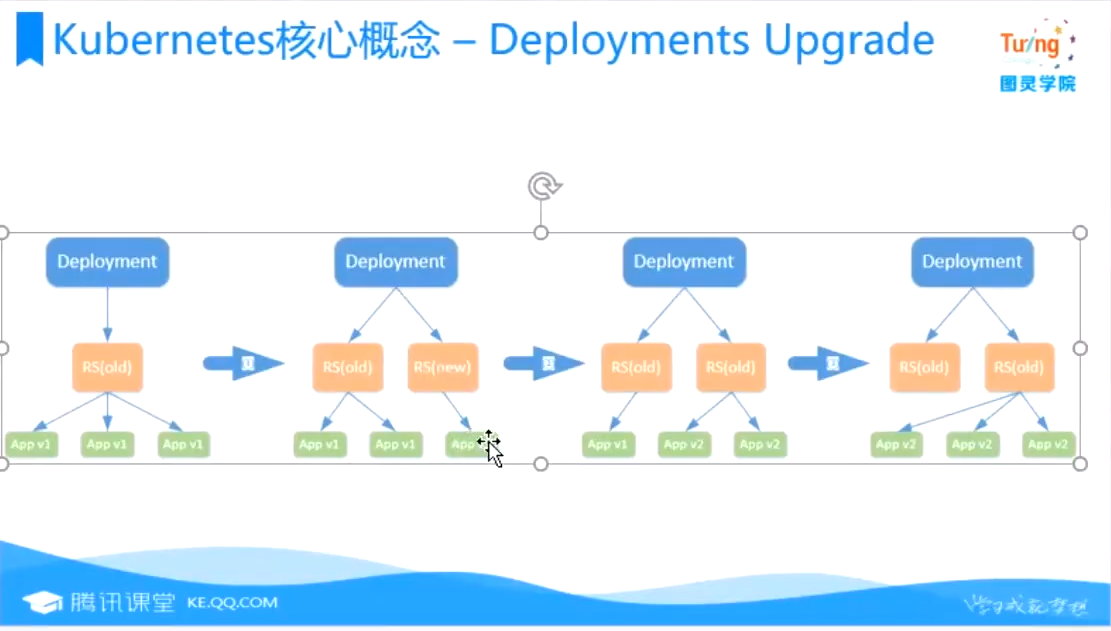 Kubernetes核心概念 – Deployments Upgrade
Turing
图灵学院
Deployment
Deployment
Deployment
Deployment
RS(old)
RS(old)
RS(new)
RS(old)
RS(old)
RS(old)
RS(old)
App v1
App v1
App v1
App v1
App v1
App
App v1
App v2
App v2
App v2
App v2
App v2
腾讯课堂
KE.QQ.COM